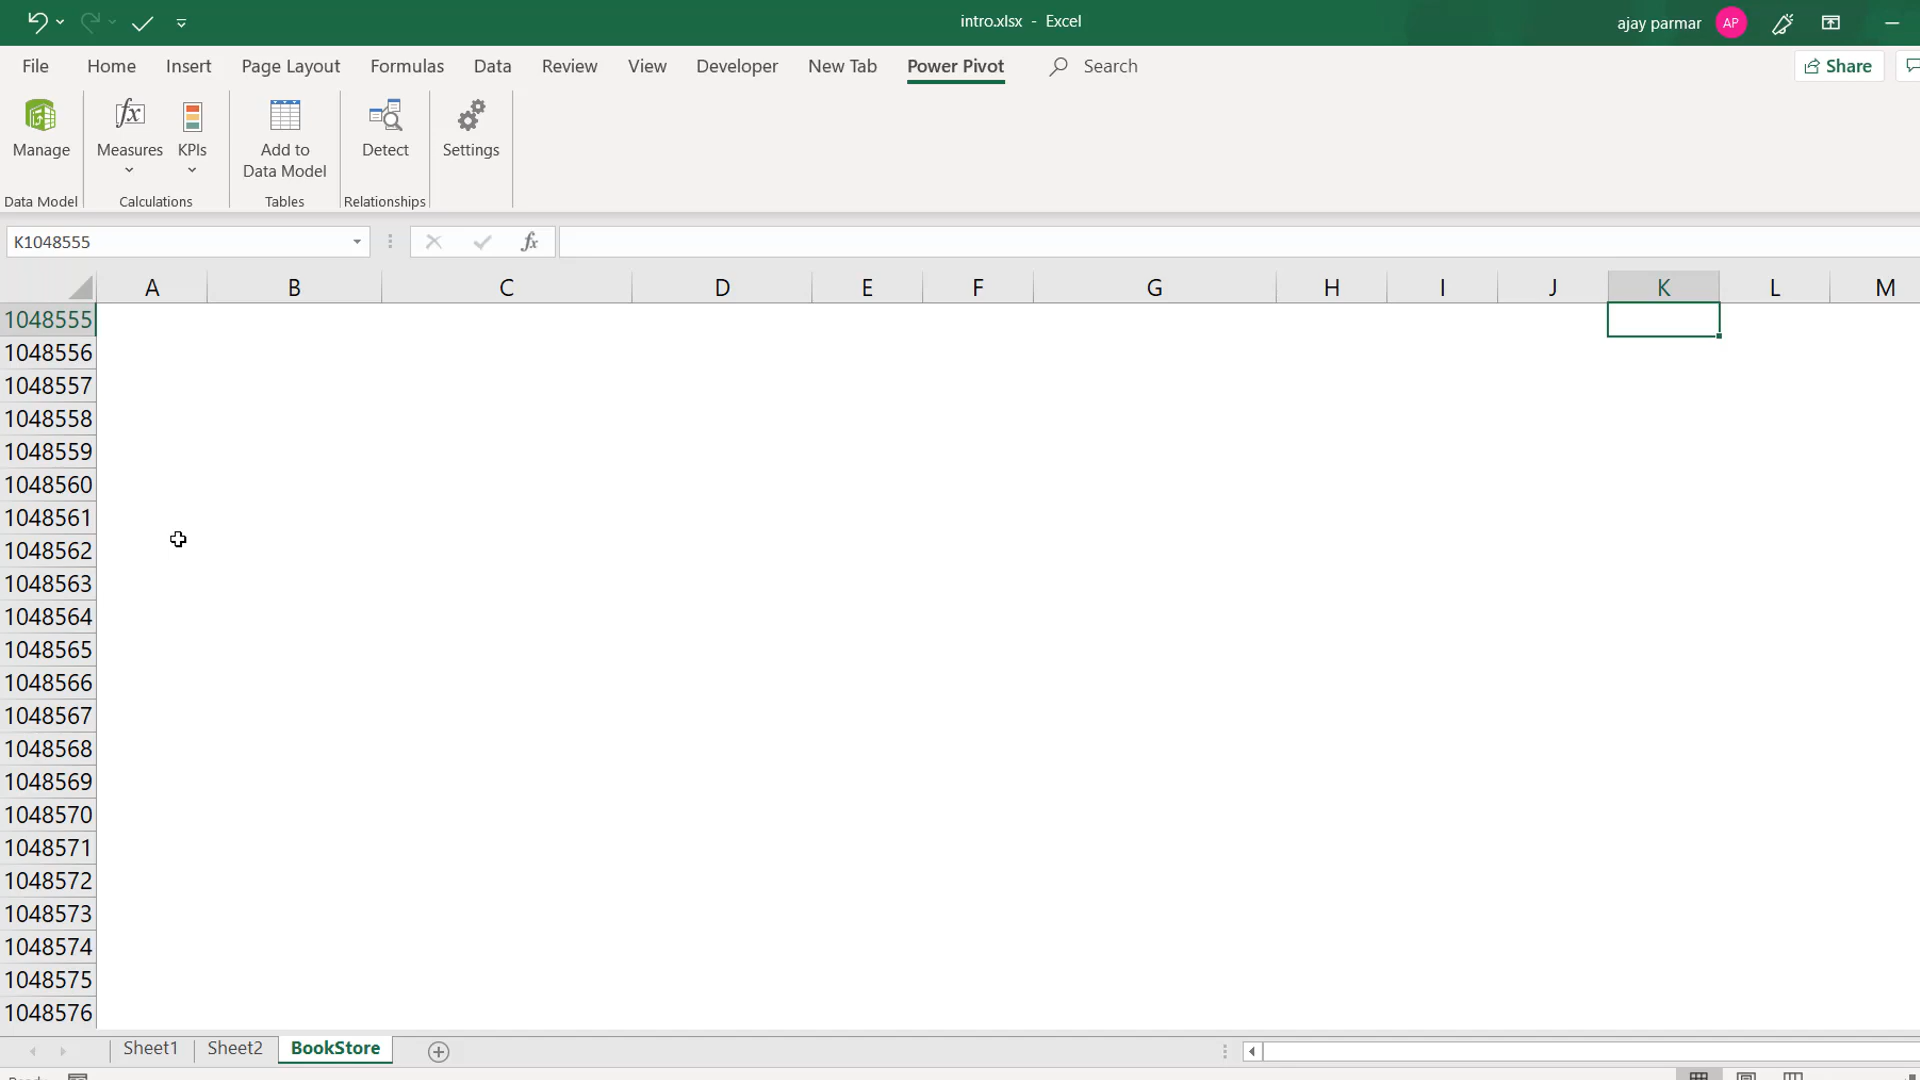 intro.xlsx - Excel
ajay parmar AP
File Home Insert Page Layout Formulas Data Review View Developer New Tab Power Pivot Search Share
Manage
Measures
KPIs
Add to
Data Model
Detect
Settings
Data Model Calculations Tables Relationships
K1048555 fx
A B C D E F G H I J K L M
1048555
1048556
1048557
1048558
1048559
1048560
1048561
1048562
1048563
1048564
1048565
1048566
1048567
1048568
1048569
1048570
1048571
1048572
1048573
1048574
1048575
1048576
Sheet1 Sheet2 BookStore